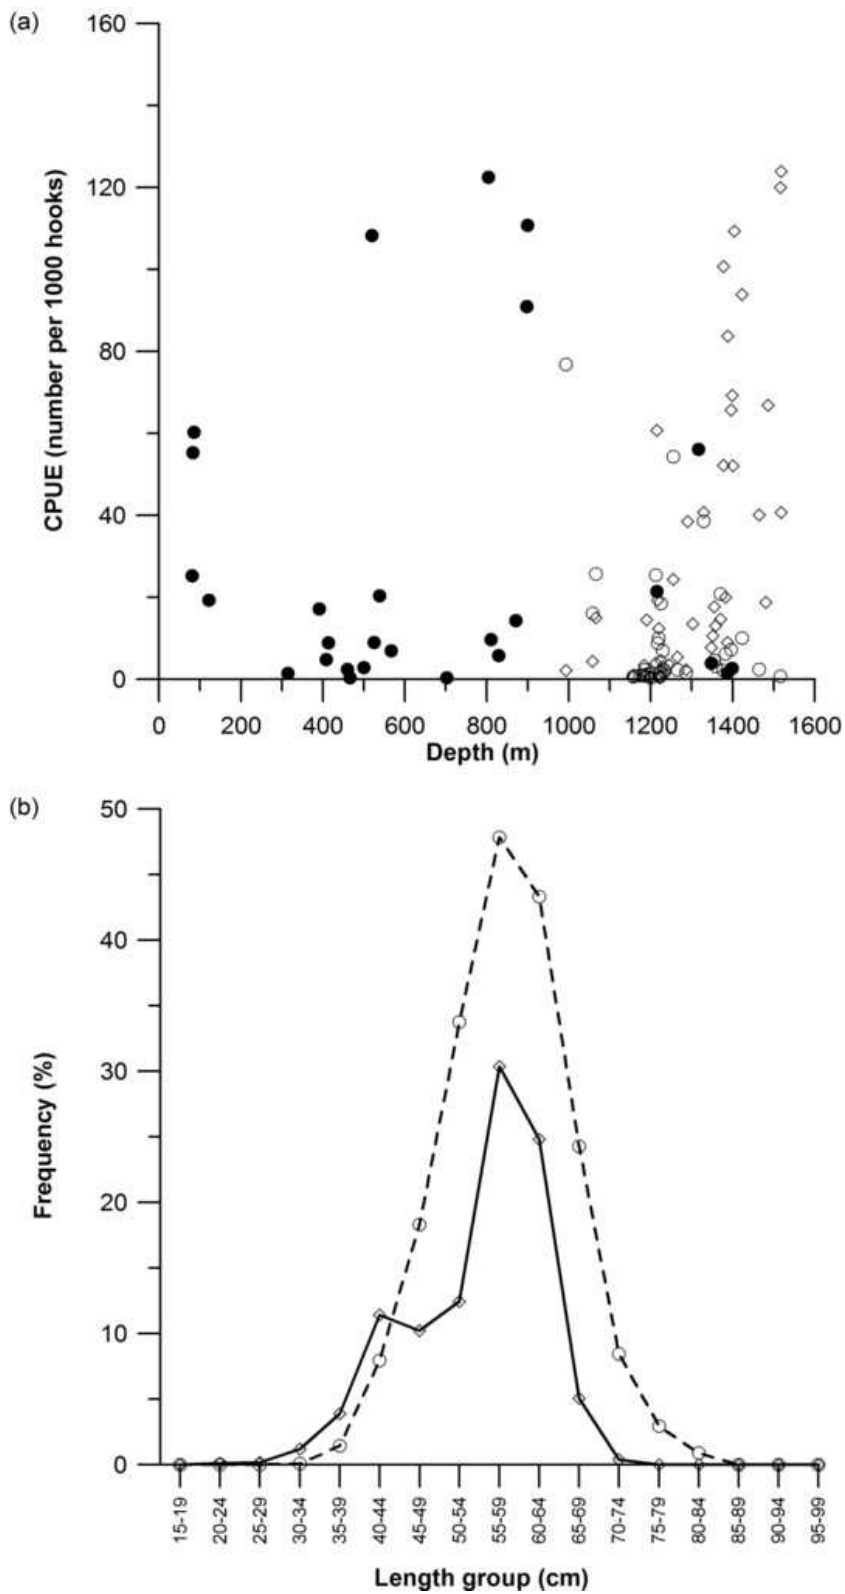 (a)
160
120
80
40
0
CPUE (number per 1000 hooks)
0 200 400 600 800 1000 1200 1400 1600
Depth (m)
(b)
50
40
30
20
10
0
Frequency (%)
15-19 20-24 25-29 30-34 35-39 40-44 45-49 50-54 55-59 60-64 65-69 70-74 75-79 80-84 85-89 90-94 95-99
Length group (cm)